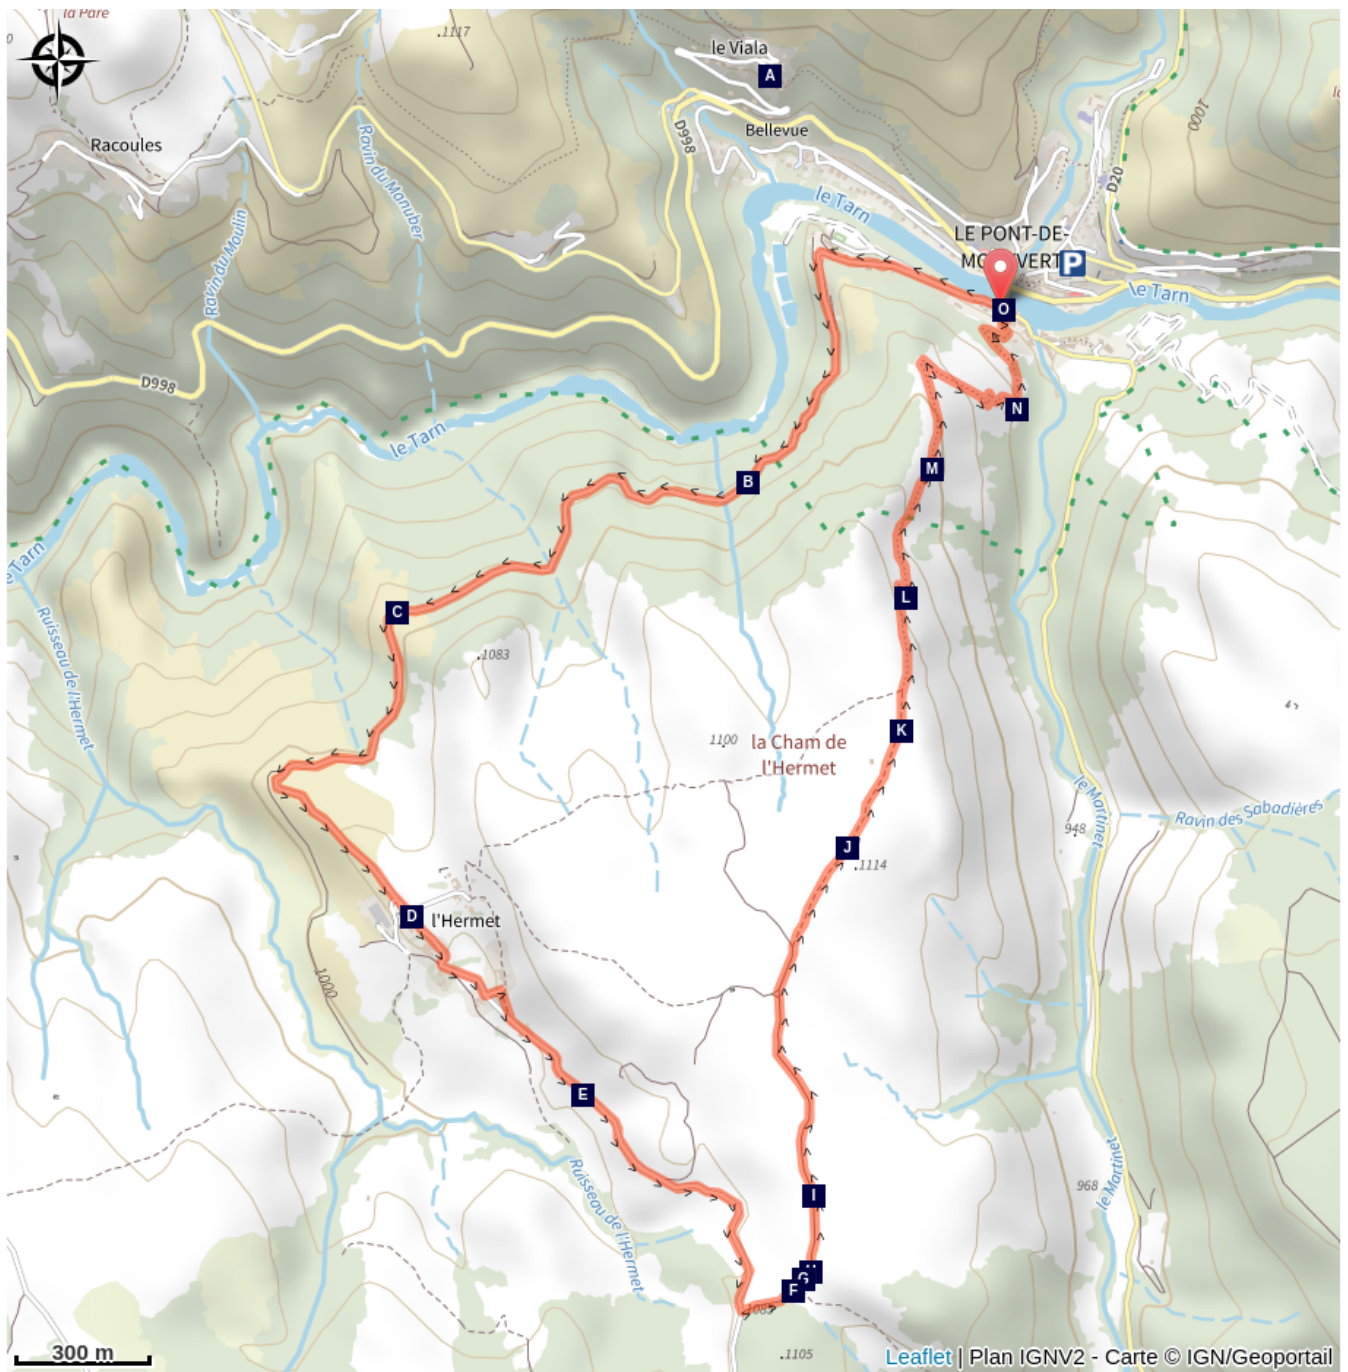 la Pare
.1117
le Viala
A
Racoules
D998
Bellevue
1000
D20
Ravin du Manuber
le Tarn
Ravin du Moulin
LE PONT-DE-
P
le Tarn
O
D998
N
le Tarn
M
B
le Tarn
L
C
Ruisseau de l'Hermet
.1083
K
1100
la Cham de
l'Hermet
le Martinet
Ravin des Sabadières
948
J
.1114
D
l'Hermet
1000
E
Ruisseau de l'Hermet
le Martinet
968
I
G
F
.1105
300 m
Leaflet | Plan IGNV2 - Carte © IGN/Geoportail